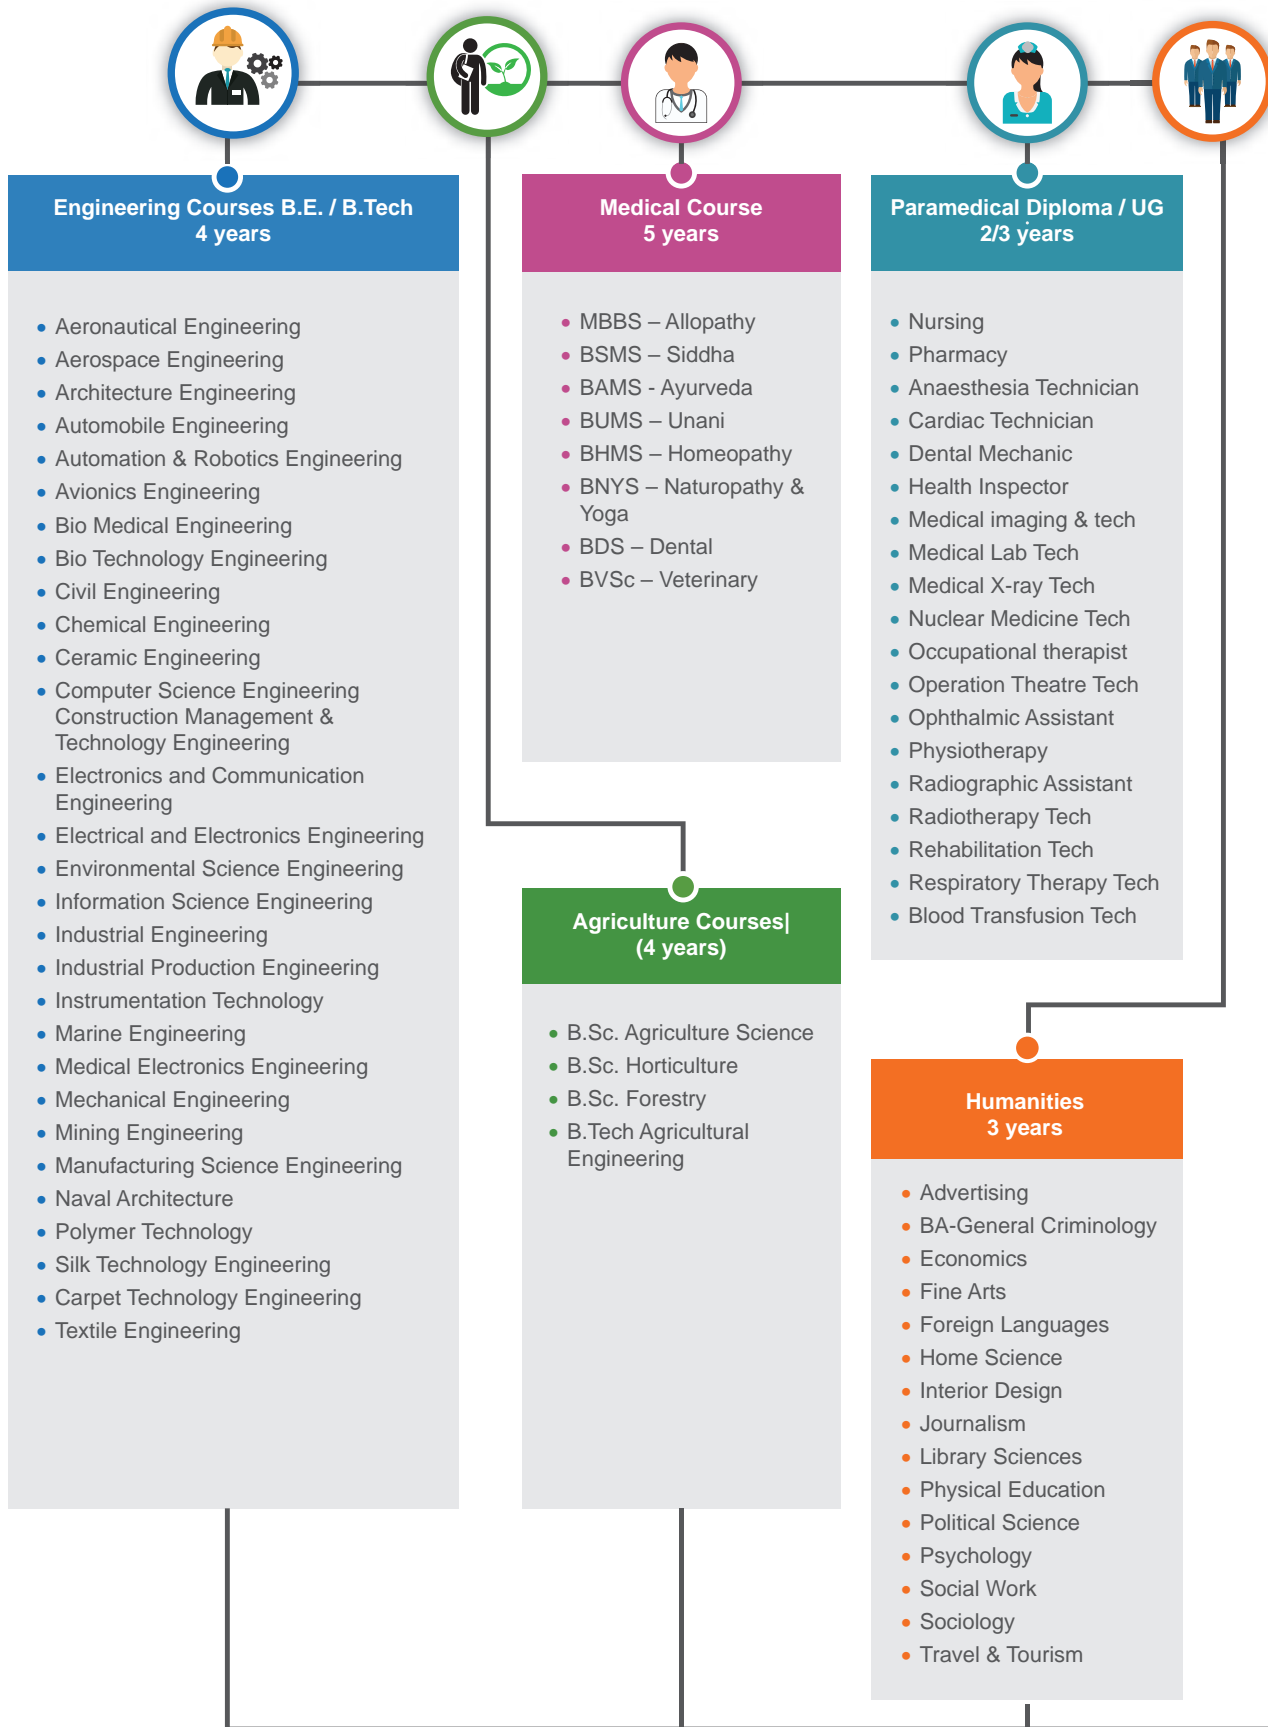 Engineering Courses B.E. / B.Tech
4 years
Aeronautical Engineering
Aerospace Engineering
Architecture Engineering
Automobile Engineering
Automation & Robotics Engineering
Avionics Engineering
Bio Medical Engineering
Bio Technology Engineering
Civil Engineering
Chemical Engineering
Ceramic Engineering
Computer Science Engineering
Construction Management &
Technology Engineering
Electronics and Communication
Engineering
Electrical and Electronics Engineering
Environmental Science Engineering
Information Science Engineering
Industrial Engineering
Industrial Production Engineering
Instrumentation Technology
Marine Engineering
Medical Electronics Engineering
Mechanical Engineering
Mining Engineering
Manufacturing Science Engineering
Naval Architecture
Polymer Technology
Silk Technology Engineering
Carpet Technology Engineering
Textile Engineering
Medical Course
5 years
MBBS – Allopathy
BSMS – Siddha
BAMS - Ayurveda
BUMS – Unani
BHMS – Homeopathy
BNYS – Naturopathy &
Yoga
BDS – Dental
BVSc – Veterinary
Agriculture Courses|
(4 years)
B.Sc. Agriculture Science
B.Sc. Horticulture
B.Sc. Forestry
B.Tech Agricultural
Engineering
Paramedical Diploma / UG
2/3 years
Nursing
Pharmacy
Anaesthesia Technician
Cardiac Technician
Dental Mechanic
Health Inspector
Medical imaging & tech
Medical Lab Tech
Medical X-ray Tech
Nuclear Medicine Tech
Occupational therapist
Operation Theatre Tech
Ophthalmic Assistant
Physiotherapy
Radiographic Assistant
Radiotherapy Tech
Rehabilitation Tech
Respiratory Therapy Tech
Blood Transfusion Tech
Humanities
3 years
Advertising
BA-General Criminology
Economics
Fine Arts
Foreign Languages
Home Science
Interior Design
Journalism
Library Sciences
Physical Education
Political Science
Psychology
Social Work
Sociology
Travel & Tourism